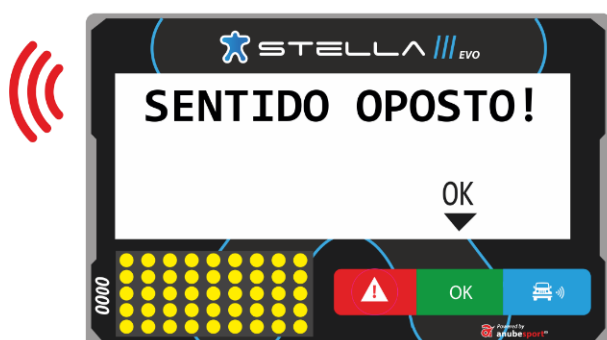 STELLA III EVO
SENTIDO OPOSTO!
OK
0000
OK
Powered by
anubesport